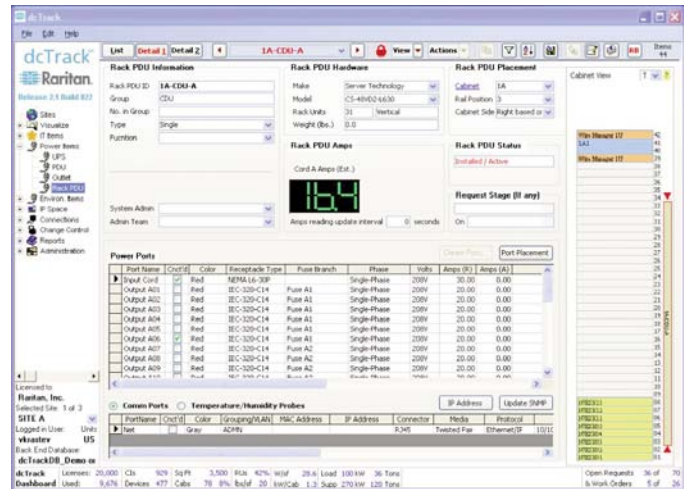 dcTrack
File Edit Help
dcTrack
Raritan.
Release 2.1 Build 822
Sites
Visualize
IT Items
Power Items
UPS
PDU
Outlet
Rack PDU
Environ. Items
IP Space
Connections
Change Control
Reports
Administration
Licensed to
Raritan, Inc.
Selected Site: 1 of 3
SITE A
Logged in User: Units
vkrastev US
Back End Database:
dcTrackDB_Demo
List Detail 1 Detail 2 1A-CDU-A View Actions RB Items
44
Rack PDU Information
Rack PDU ID 1A-CDU-A
Group CDU
No. in Group
Type Single
Function
System Admin
Admin Team
Rack PDU Hardware
Make Server Technology
Model
Rack Units 31 Vertical
Weight (lbs.) 0.0
Rack PDU Amps
Cord A Amps (Est.)
16.4
Amps reading update interval 0 seconds
Rack PDU Placement
Cabinet 1A
Rail Position 3
Cabinet Side Right based
Rack PDU Status
Installed / Active
Request Stage (If any)
On
Power Ports
Port Placement
Port Name Cnct'd Color Receptacle Type Fuse Branch Phase Volts Amps (R) Amps (A)
Input Cord Red NEMA L6-30P Single-Phase 208V 30.00 0.00
Output A01 Red IEC-320-C14 Fuse A1 Single-Phase 208V 20.00 0.00
Output A02 Red IEC-320-C14 Fuse A1 Single-Phase 208V 20.00 0.00
Output A03 Red IEC-320-C14 Fuse A1 Single-Phase 208V 20.00 0.00
Output A04 Red IEC-320-C14 Fuse A1 Single-Phase 208V 20.00 0.00
Output A05 Red IEC-320-C14 Fuse A1 Single-Phase 208V 20.00 0.00
Output A06 Red IEC-320-C14 Fuse A1 Single-Phase 208V 20.00 0.00
Output A07 Red IEC-320-C14 Fuse A2 Single-Phase 208V 20.00 0.00
Output A08 Red IEC-320-C14 Fuse A2 Single-Phase 208V 20.00 0.00
Output A09 Red IEC-320-C14 Fuse A2 Single-Phase 208V 20.00 0.00
Comm Ports Temperature/Humidity Probes IP Address Update SNMP
PortName Cnct'd Color Grouping/VLAN MAC Address IP Address Connector Media Protocol
Net Gray ADMN RJ45 Twisted Pair Ethernet/IP
Cabinet View 1
1A1
dcTrack Licenses: 20,000 Clx 929 Sq Ft 3,500 RUs 42% W/sf 28.6 Load 100 kW 36 Tons Open Requests 36 of 70
Dashboard Used: 9,676 Devices 477 Cabs 78 8% lbs/sf 20 kW/Cab 1.3 Supp 270 kW 120 Tons & Work Orders 5 of 26